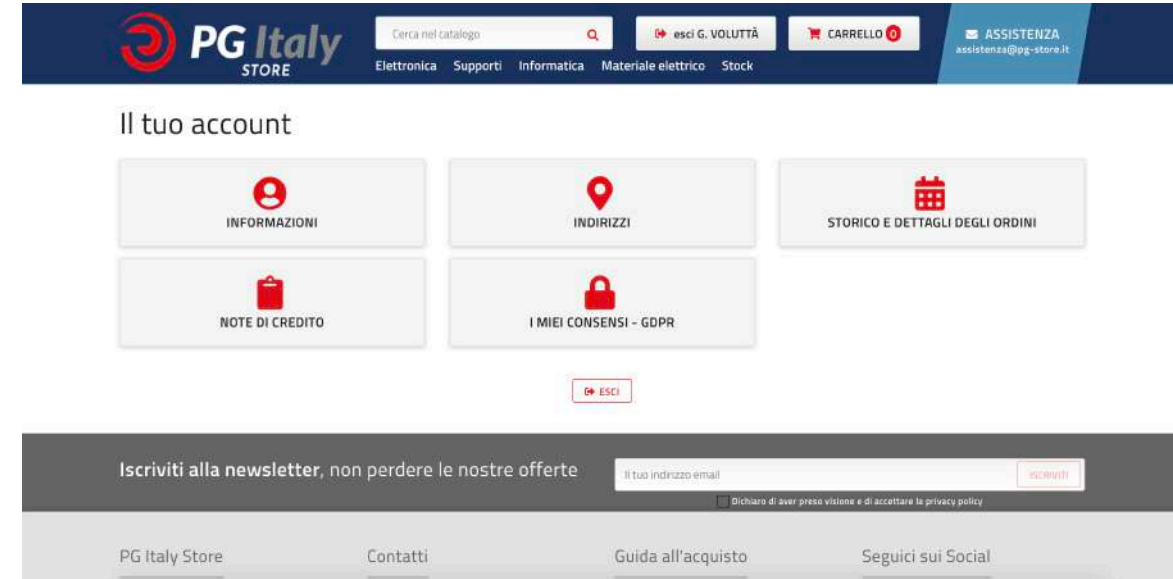 PG Italy
STORE
Cerca nel catalogo
esci G. VOLUTTÀ
CARRELLO 0
ASSISTENZA
assistenza@pg-store.it
Elettronica Supporti Informatica Materiale elettrico Stock
Il tuo account
INFORMAZIONI
INDIRIZZI
STORICO E DETTAGLI DEGLI ORDINI
NOTE DI CREDITO
I MIEI CONSENSI - GDPR
ESCI
Iscriviti alla newsletter, non perdere le nostre offerte
Il tuo indirizzo email
ISCRIVITI
Dichiaro di aver preso visione e di accettare la privacy policy
PG Italy Store
Contatti
Guida all'acquisto
Seguici sui Social